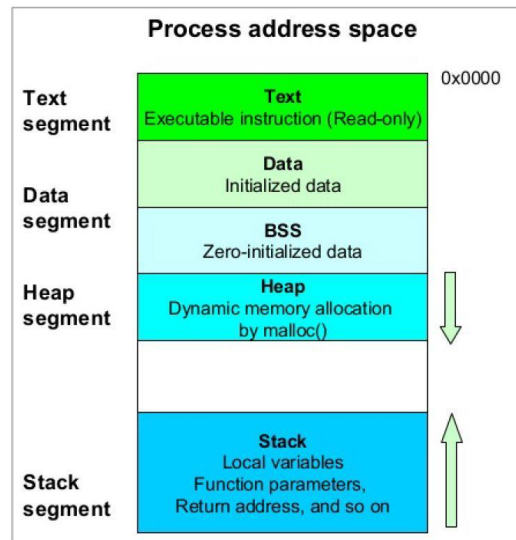 Process address space
0x0000
Text
segment
Text
Executable instruction (Read-only)
Data
segment
Data
Initialized data
BSS
Zero-initialized data
Heap
segment
Heap
Dynamic memory allocation
by malloc()
Stack
segment
Stack
Local variables
Function parameters,
Return address, and so on